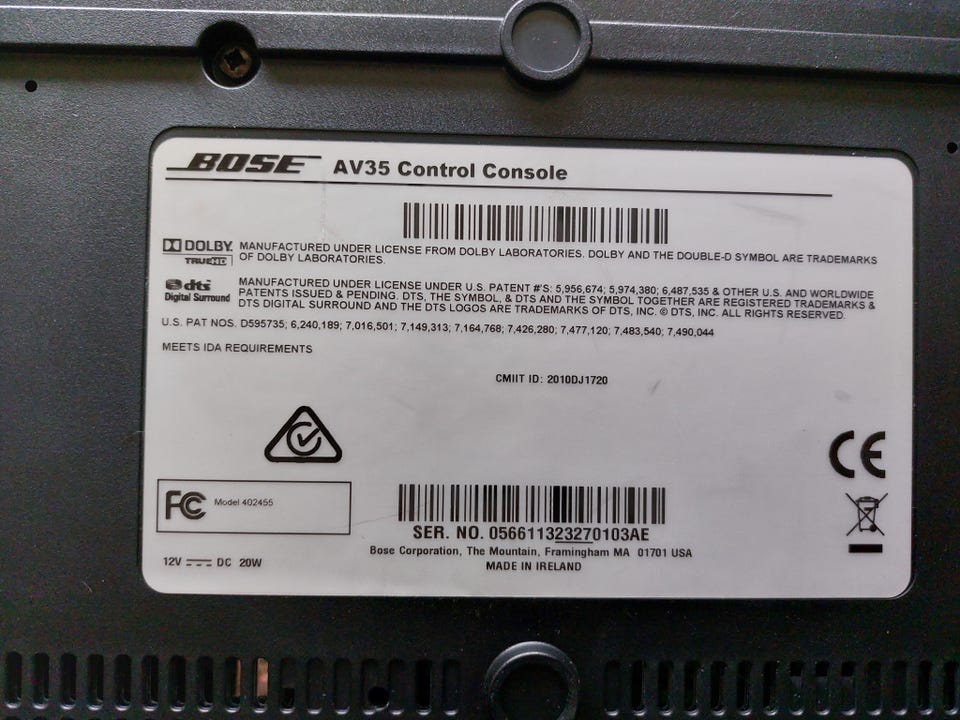 BOSE AV35 Control Console
DOLBY TRUEHD
MANUFACTURED UNDER LICENSE FROM DOLBY LABORATORIES. DOLBY AND THE DOUBLE-D SYMBOL ARE TRADEMARKS
OF DOLBY LABORATORIES.
dts Digital Surround
MANUFACTURED UNDER LICENSE UNDER U.S. PATENT #'S: 5,956,674; 5,974,380; 6,487,535 & OTHER U.S. AND WORLDWIDE
PATENTS ISSUED & PENDING. DTS, THE SYMBOL, & DTS AND THE SYMBOL TOGETHER ARE REGISTERED TRADEMARKS &
DTS DIGITAL SURROUND AND THE DTS LOGOS ARE TRADEMARKS OF DTS, INC. © DTS, INC. ALL RIGHTS RESERVED.
U.S. PAT NOS. D595735; 6,240,189; 7,016,501; 7,149,313; 7,164,768; 7,426,280; 7,477,120; 7,483,540; 7,490,044
MEETS IDA REQUIREMENTS
CMIIT ID: 2010DJ1720
CE
FC Model 402455
SER. NO. 056611323270103AE
Bose Corporation, The Mountain, Framingham MA 01701 USA
12V DC 20W
MADE IN IRELAND